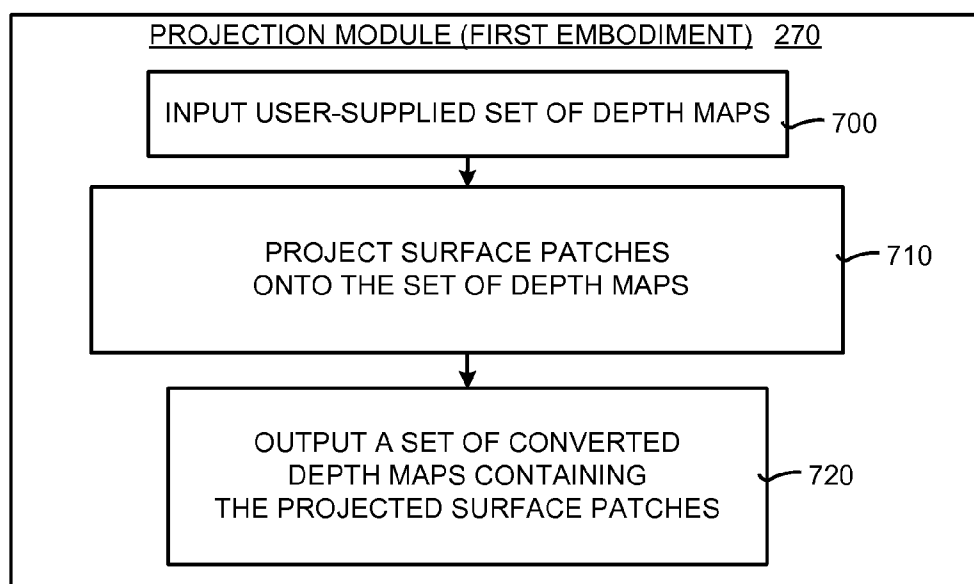 PROJECTION MODULE (FIRST EMBODIMENT) 270
INPUT USER-SUPPLIED SET OF DEPTH MAPS
700
PROJECT SURFACE PATCHES
ONTO THE SET OF DEPTH MAPS
710
OUTPUT A SET OF CONVERTED
DEPTH MAPS CONTAINING
THE PROJECTED SURFACE PATCHES
720